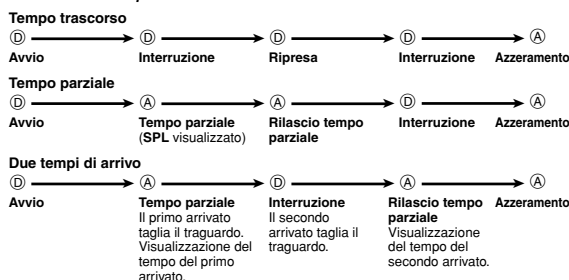 Tempo trascorso
Ⓓ Ⓓ Ⓓ Ⓓ Ⓐ
Avvio Interruzione Ripresa Interruzione Azzeramento
Tempo parziale
Ⓓ Ⓐ Ⓐ Ⓓ Ⓐ
Avvio Tempo parziale Rilascio tempo Interruzione Azzeramento
(SPL visualizzato) parziale
Due tempi di arrivo
Ⓓ Ⓐ Ⓓ Ⓐ Ⓐ
Avvio Tempo parziale Interruzione Rilascio tempo Azzeramento
Il primo arrivato Il secondo parziale
taglia il traguardo. arrivato taglia il Visualizzazione
Visualizzazione del traguardo. del tempo del
tempo del primo secondo arrivato.
arrivato.